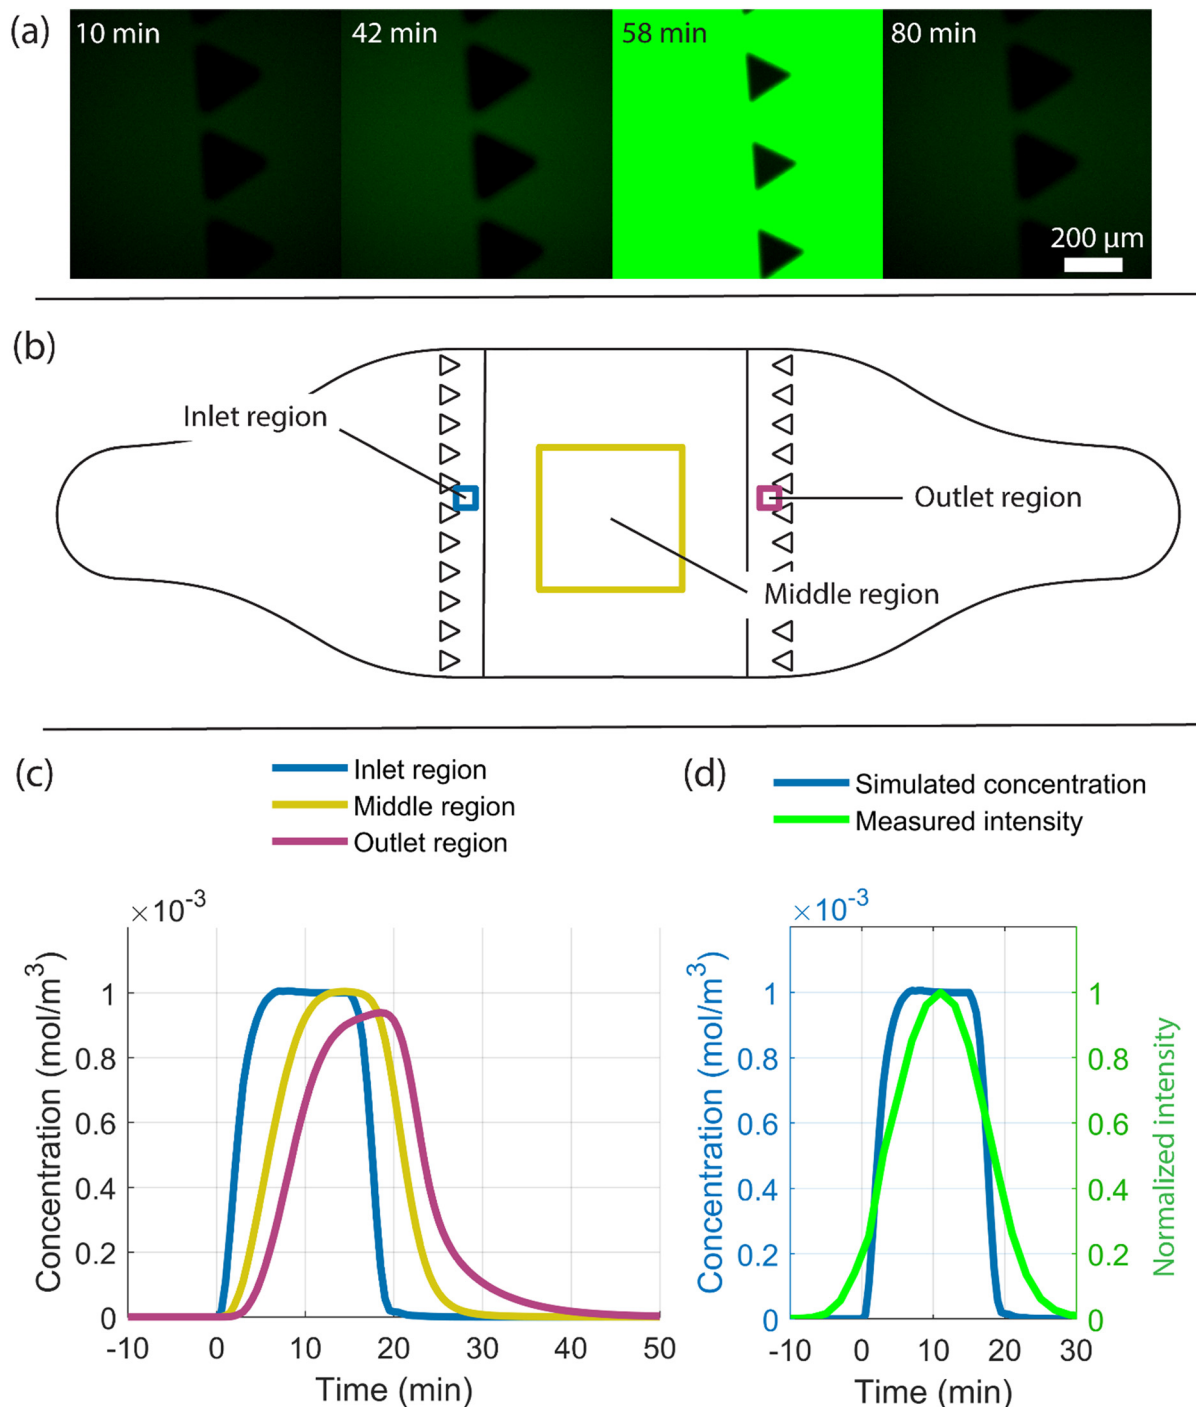 (a)
10 min
42 min
58 min
80 min
200 µm
(b)
Inlet region
Outlet region
Middle region
(c)
Inlet region
Middle region
Outlet region
×10-3
Concentration (mol/m3)
1
0.8
0.6
0.4
0.2
0
-10 0 10 20 30 40 50
Time (min)
(d)
Simulated concentration
Measured intensity
×10-3
Concentration (mol/m3)
1
0.8
0.6
0.4
0.2
0
Normalized intensity
1
0.8
0.6
0.4
0.2
0
-10 0 10 20 30
Time (min)